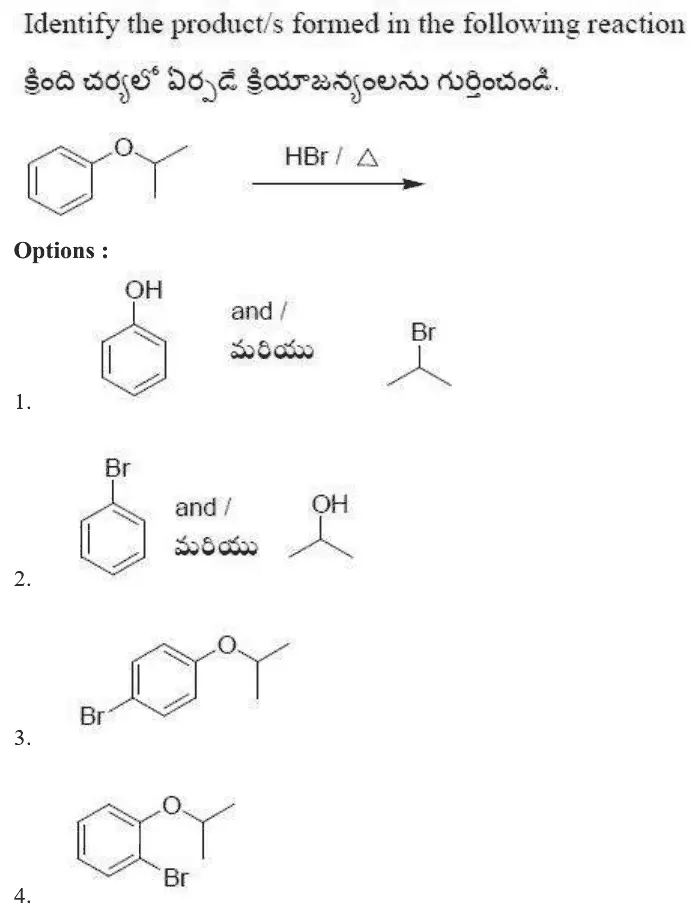 Identify the product/s formed in the following reaction
క్రింది చర్యలో ఏర్పడే క్రియాజన్యంలను గుర్తించండి.
O
HBr / △
Options :
OH
and /
మరియు
Br
1.
Br
and /
మరియు
OH
2.
O
Br
3.
O
Br
4.